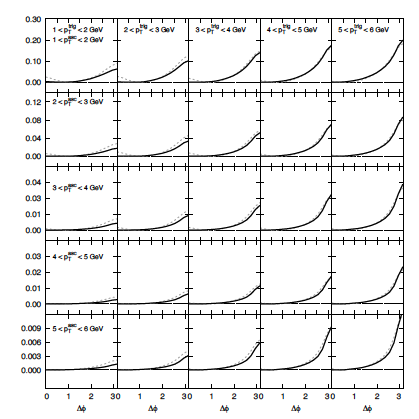 0.30
1 < p_T^trig < 2 GeV 2 < p_T^trig < 3 GeV 3 < p_T^trig < 4 GeV 4 < p_T^trig < 5 GeV 5 < p_T^trig < 6 GeV
1 < p_T^asc < 2 GeV
0.20
0.10
0.00
0.12
2 < p_T^asc < 3 GeV
0.08
0.04
0.00
0.04
3 < p_T^asc < 4 GeV
0.03
0.01
0.00
0.03
4 < p_T^asc < 5 GeV
0.02
0.01
0.00
0.009
5 < p_T^asc < 6 GeV
0.006
0.003
0.000
0 1 2 3 0 1 2 3 0 1 2 3 0 1 2 3 0 1 2 3
Δϕ Δϕ Δϕ Δϕ Δϕ